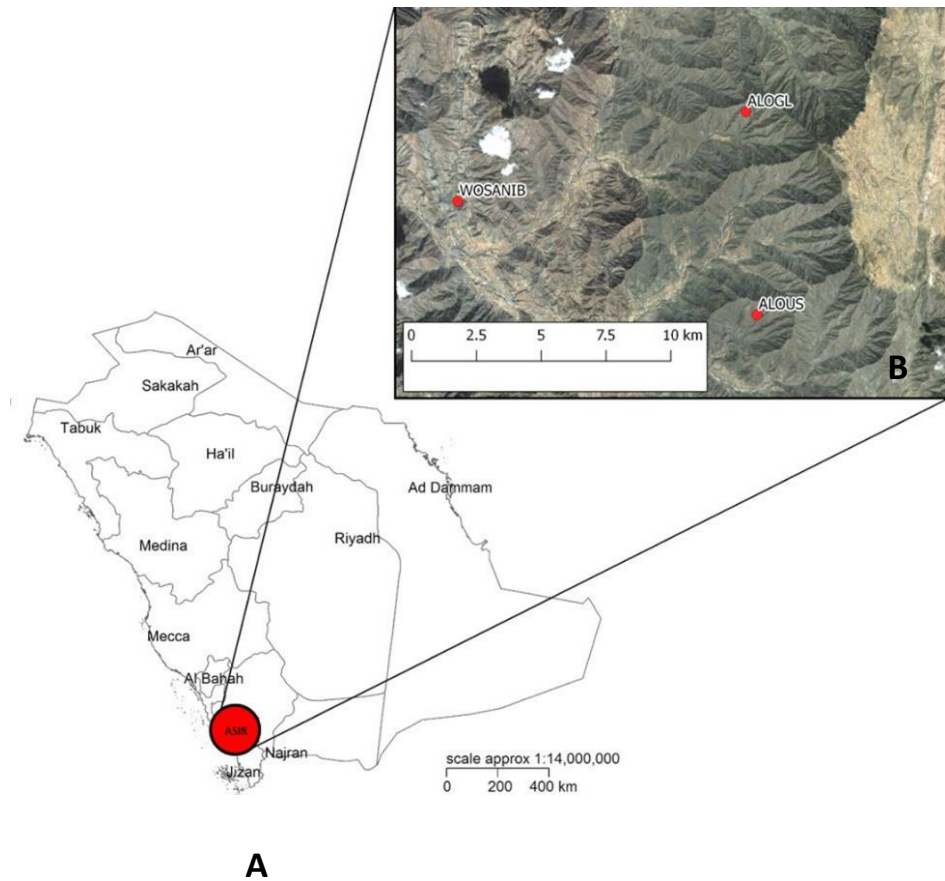 ALOGL
WOSANIB
ALOUS
0 2.5 5 7.5 10 km
B
Ar'ar
Sakakah
Tabuk
Ha'il
Buraydah
Ad Dammam
Riyadh
Medina
Mecca
Al Bahah
ASIR
Najran
Jizan
scale approx 1:14,000,000
0 200 400 km
A